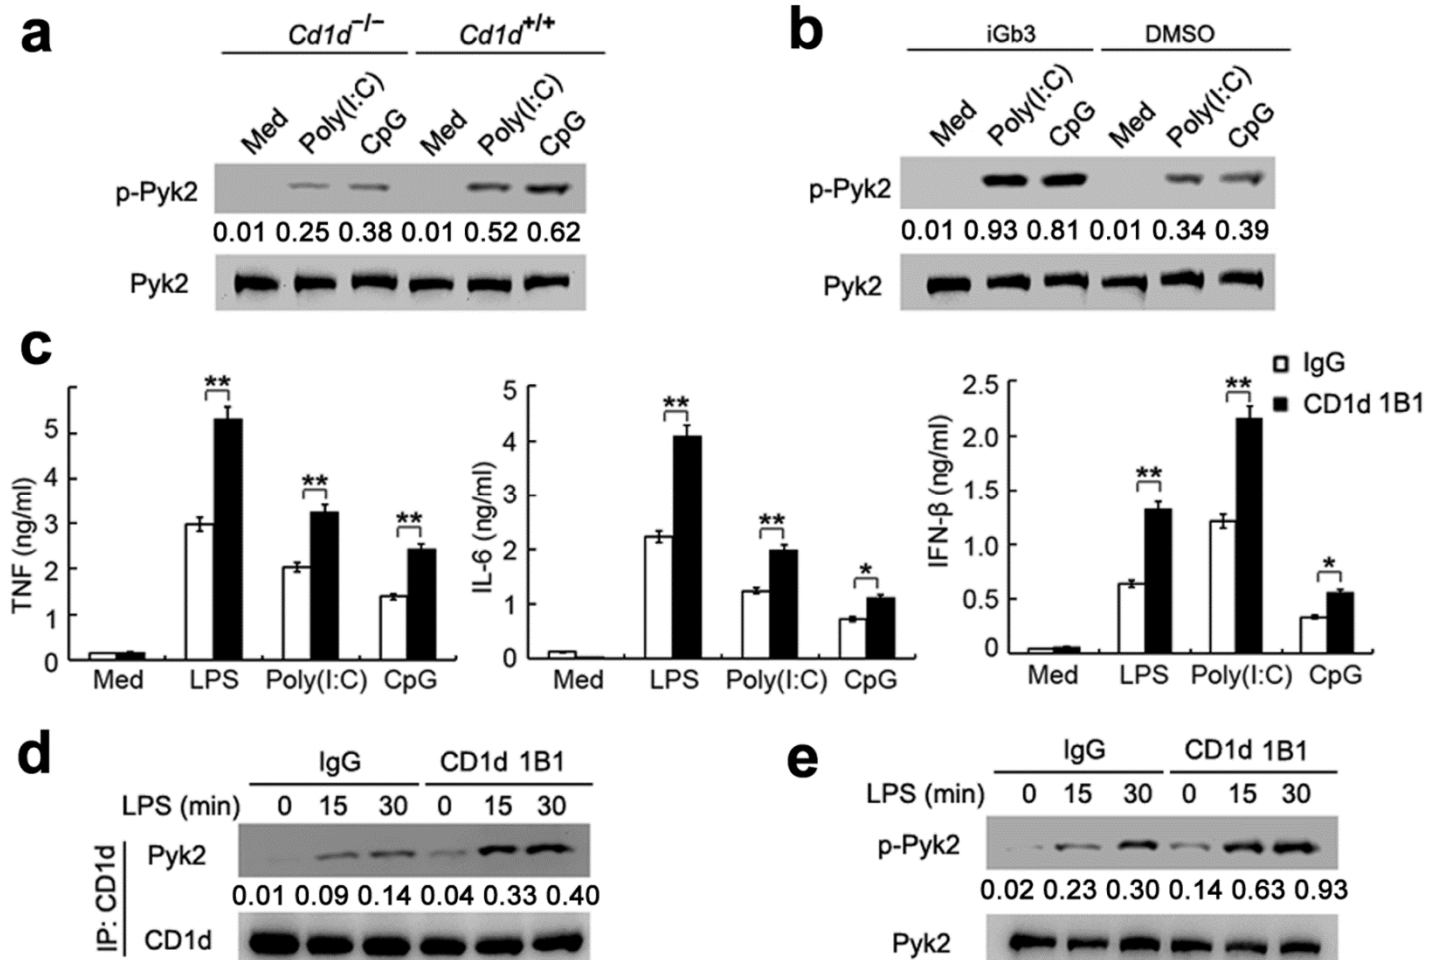 a
Cd1d−/− Cd1d+/+
Med Poly(I:C) CpG Med Poly(I:C) CpG
p-Pyk2
0.01 0.25 0.38 0.01 0.52 0.62
Pyk2
b
iGb3 DMSO
Med Poly(I:C) CpG Med Poly(I:C) CpG
p-Pyk2
0.01 0.93 0.81 0.01 0.34 0.39
Pyk2
c
TNF (ng/ml)
5
4
3
2
1
0
** ** **
Med LPS Poly(I:C) CpG
IL-6 (ng/ml)
5
4
3
2
1
0
** ** *
Med LPS Poly(I:C) CpG
IFN-β (ng/ml)
2.5
2.0
1.5
1.0
0.5
0
** ** *
Med LPS Poly(I:C) CpG
IgG
CD1d 1B1
d
IgG CD1d 1B1
LPS (min) 0 15 30 0 15 30
IP: CD1d
Pyk2
0.01 0.09 0.14 0.04 0.33 0.40
CD1d
e
IgG CD1d 1B1
LPS (min) 0 15 30 0 15 30
p-Pyk2
0.02 0.23 0.30 0.14 0.63 0.93
Pyk2